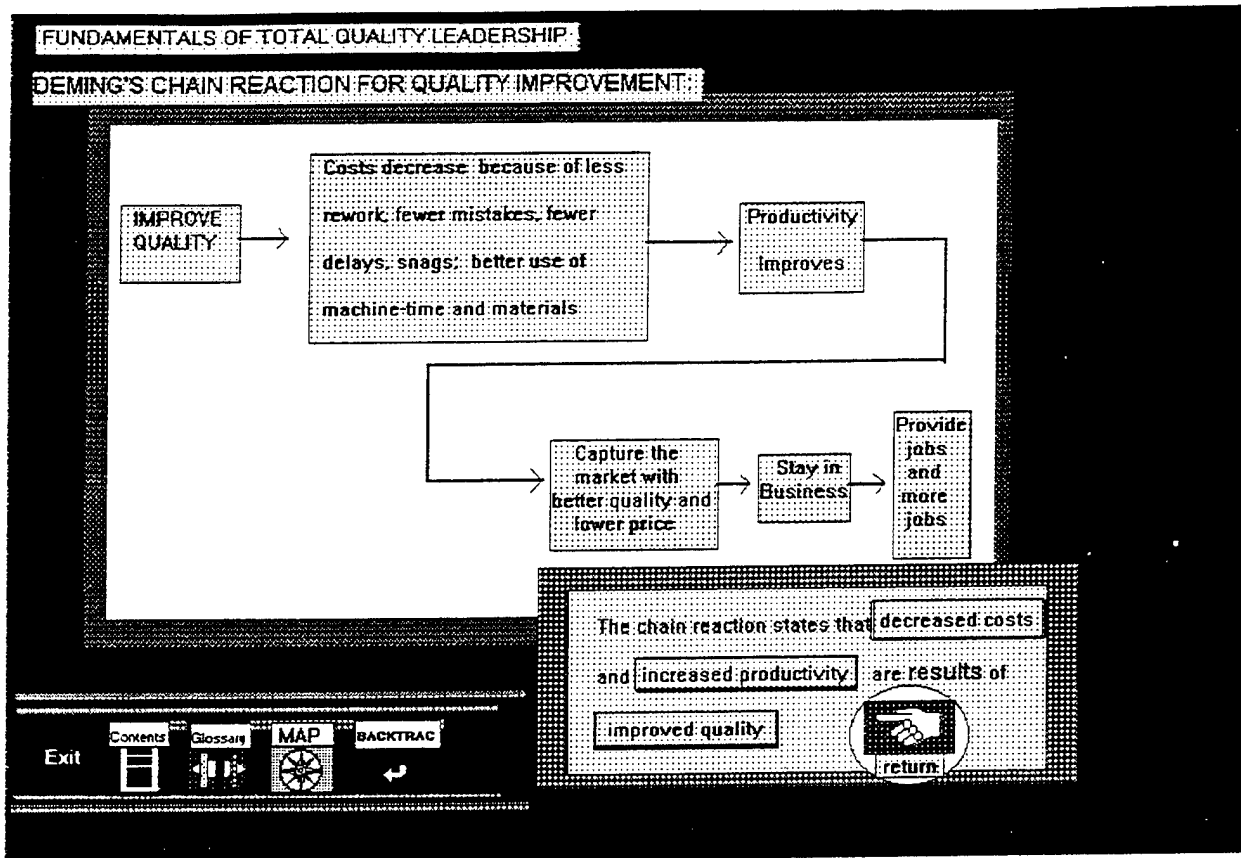 FUNDAMENTALS OF TOTAL QUALITY LEADERSHIP
DEMING'S CHAIN REACTION FOR QUALITY IMPROVEMENT:
IMPROVE
QUALITY
Costs decrease because of less
rework, fewer mistakes, fewer
delays, snags; better use of
machine-time and materials
Productivity
Improves
Capture the
market with
better quality and
lower price
Stay in
Business
Provide
jobs
and
more
jobs
The chain reaction states that decreased costs
and increased productivity are results of
improved quality
return
Exit
Contents
Glossary
MAP
BACKTRAC